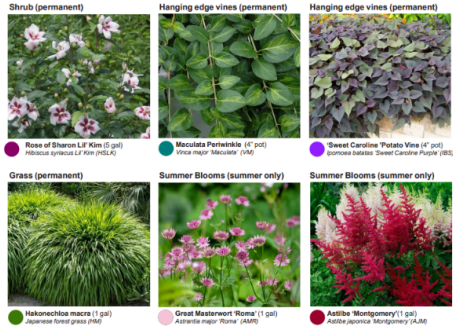 Shrub (permanent)
Hanging edge vines (permanent)
Hanging edge vines (permanent)
Rose of Sharon Lil' Kim (5 gal)
Hibiscus syriacus Lil' Kim (HSLK)
Maculata Periwinkle (4" pot)
Vinca major 'Maculata' (VM)
'Sweet Caroline 'Potato Vine (4" pot)
Ipomoea batatas 'Sweet Caroline Purple' (IBS)
Grass (permanent)
Summer Blooms (summer only)
Summer Blooms (summer only)
Hakonechloa macra (1 gal)
Japanese forest grass (HM)
Great Masterwort 'Roma' (1 gal)
Astrantia major 'Roma' (AMR)
Astilbe 'Montgomery' (1 gal)
Astilbe japonica 'Montgomery' (AJM)